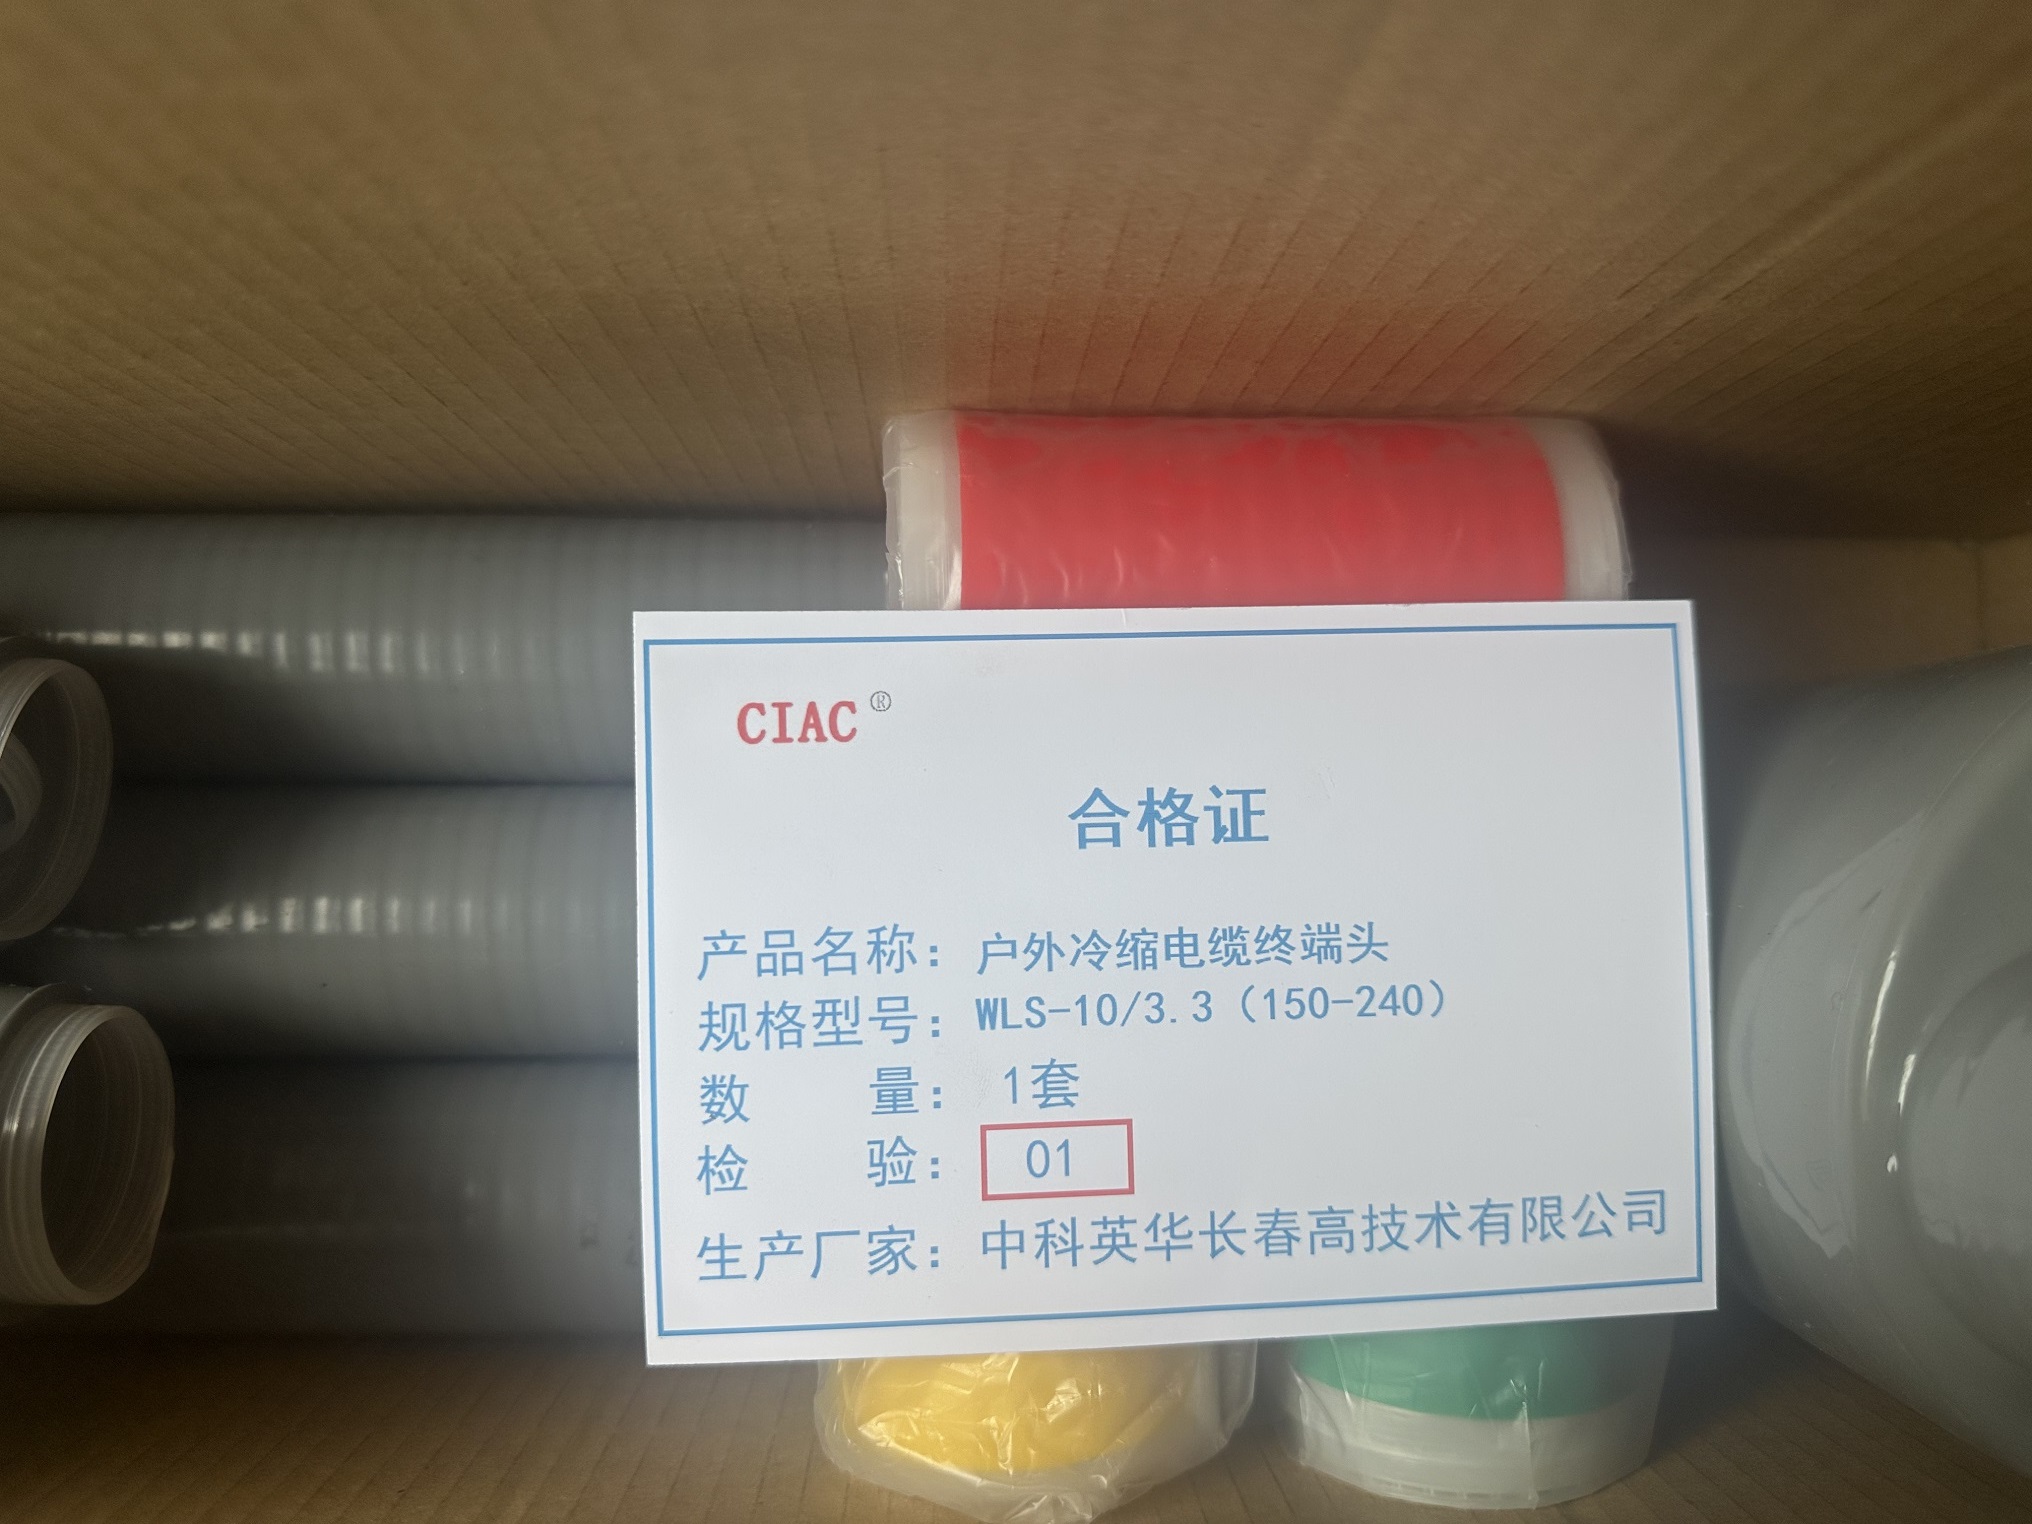 CIAC®
合格证
产品名称：户外冷缩电缆终端头
规格型号：WLS-10/3.3（150-240）
数 量：1套
检 验：01
生产厂家：中科英华长春高技术有限公司